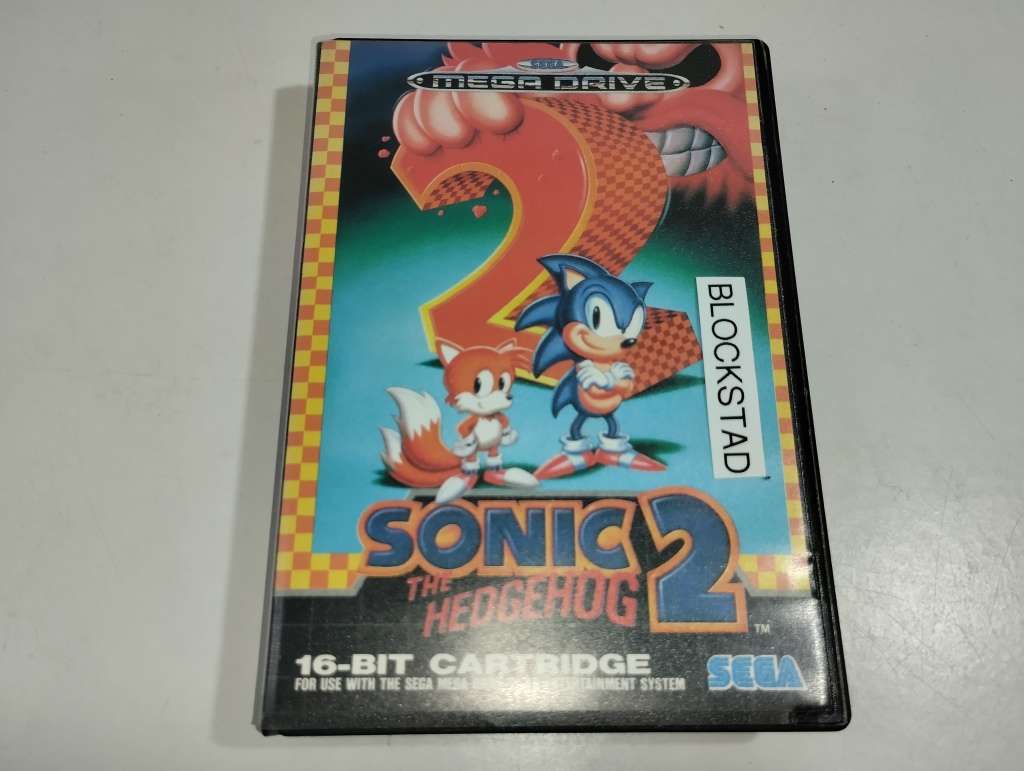 SEGA
MEGA DRIVE
2
BLOCKSTAD
SONIC 2
THE
HEDGEHOG
TM
16-BIT CARTRIDGE
FOR USE WITH THE SEGA MEGA ENTERTAINMENT SYSTEM
SEGA